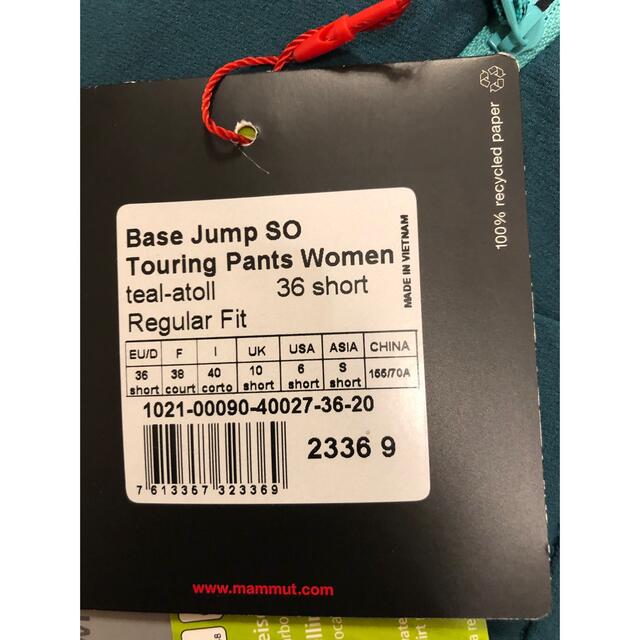 100% recycled paper
Base Jump SO
Touring Pants Women
teal-atoll 36 short
Regular Fit
MADE IN VIETNAM
EU/D F I UK USA ASIA CHINA
36 38 40 10 6 S 155/70A
short court corto short short short
1021-00090-40027-36-20
2336 9
7 613357 323369
www.mammut.com